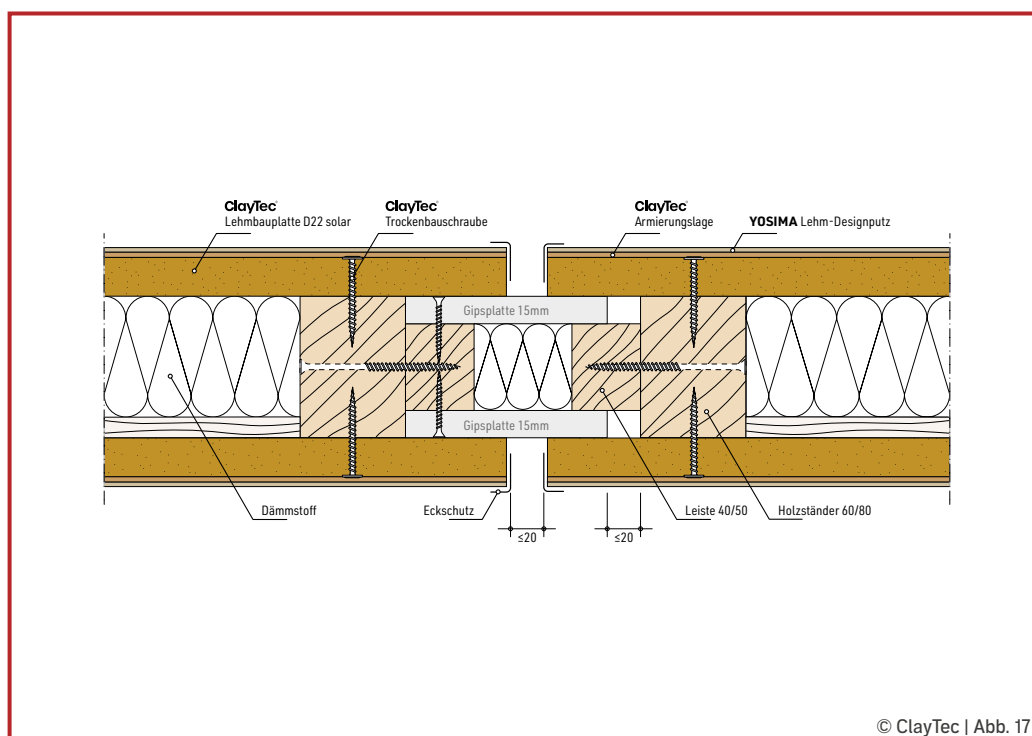 ClayTec
Lehmbauplatte D22 solar
ClayTec
Trockenbauschraube
ClayTec
Armierungslage
YOSIMA Lehm-Designputz
Gipsplatte 15mm
Gipsplatte 15mm
Dämmstoff
Eckschutz
Leiste 40/50
Holzständer 60/80
≤20
≤20
© ClayTec | Abb. 17